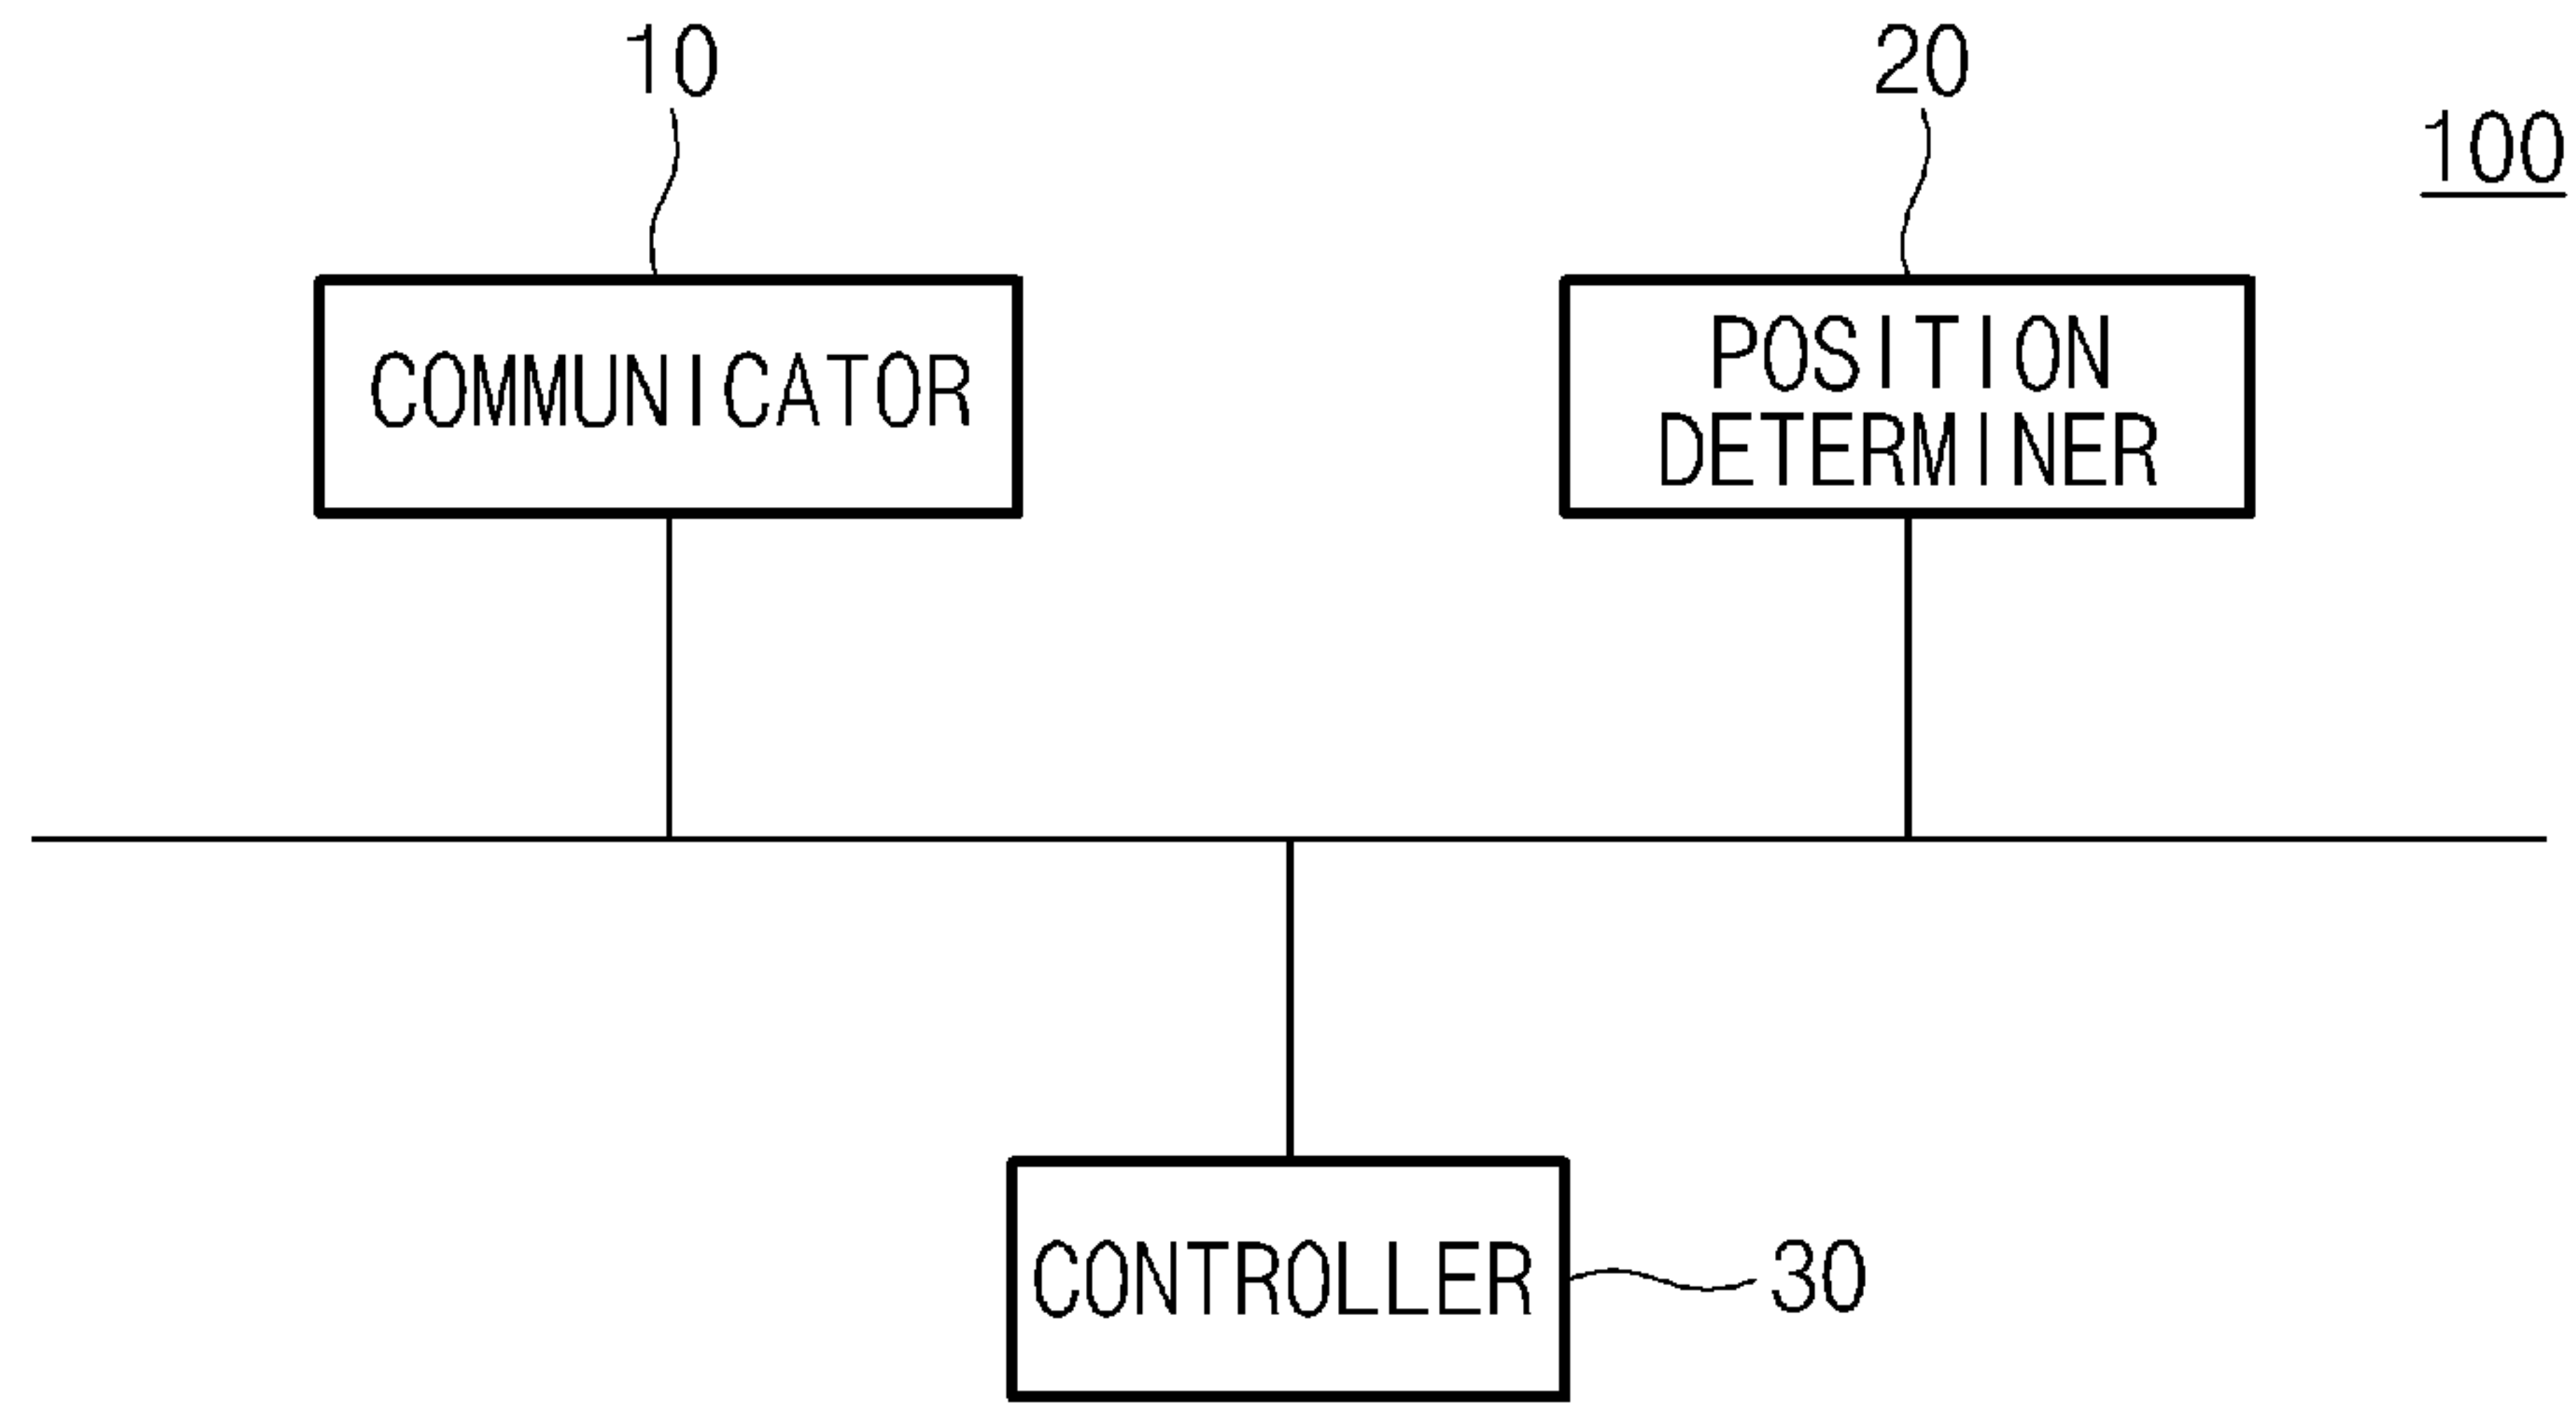 10
20
100
COMMUNICATOR
POSITION
DETERMINER
CONTROLLER
30